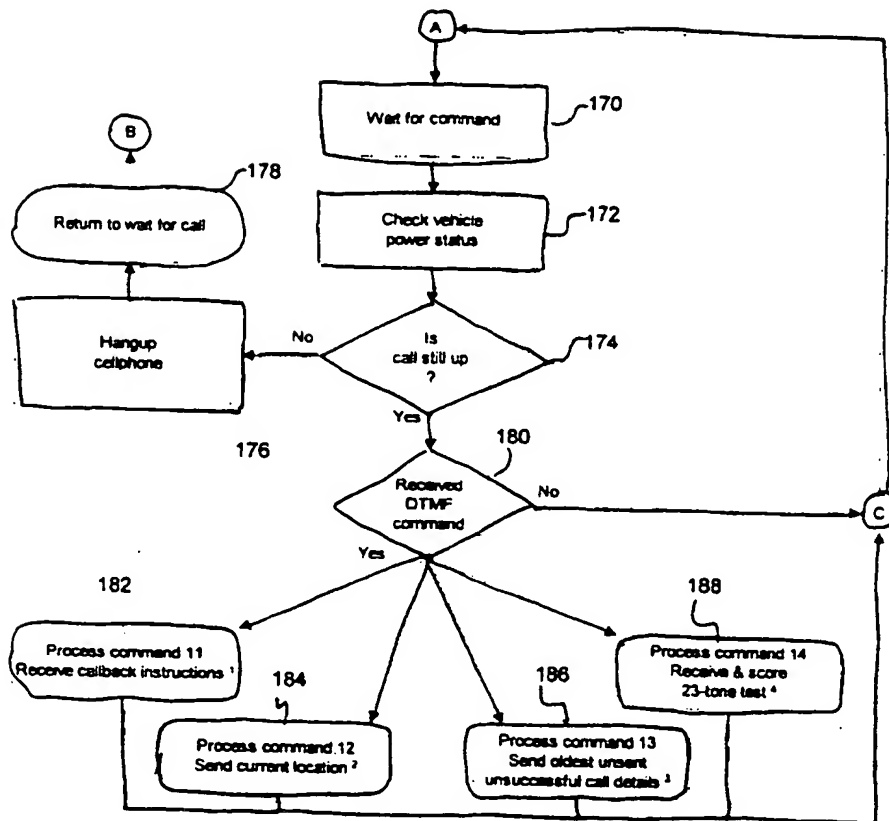 A
Wait for command
170
B
178
Return to wait for call
Check vehicle
power status
172
Hangup
cellphone
No
Is
call still up
?
174
Yes
176
180
Received
DTMF
command
No
C
Yes
182
188
Process command 11
Receive callback instructions ¹
184
186
Process command 14
Receive & score
23-tone test ⁴
Process command.12
Send current location ²
Process command 13
Send oldest unsent
unsuccessful call details ³